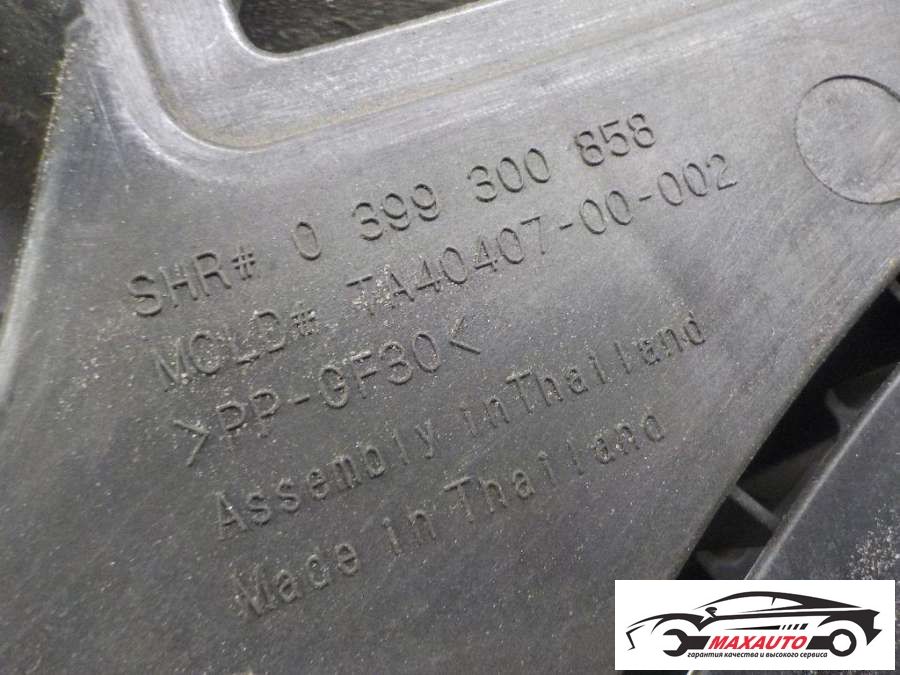 SHR# 0 399 300 858
MOLD# TA40407-00-002
>PP-GF30<
Assembly in Thailand
Made in Thailand
MAXAUTO
гарантия качества и высокого сервиса